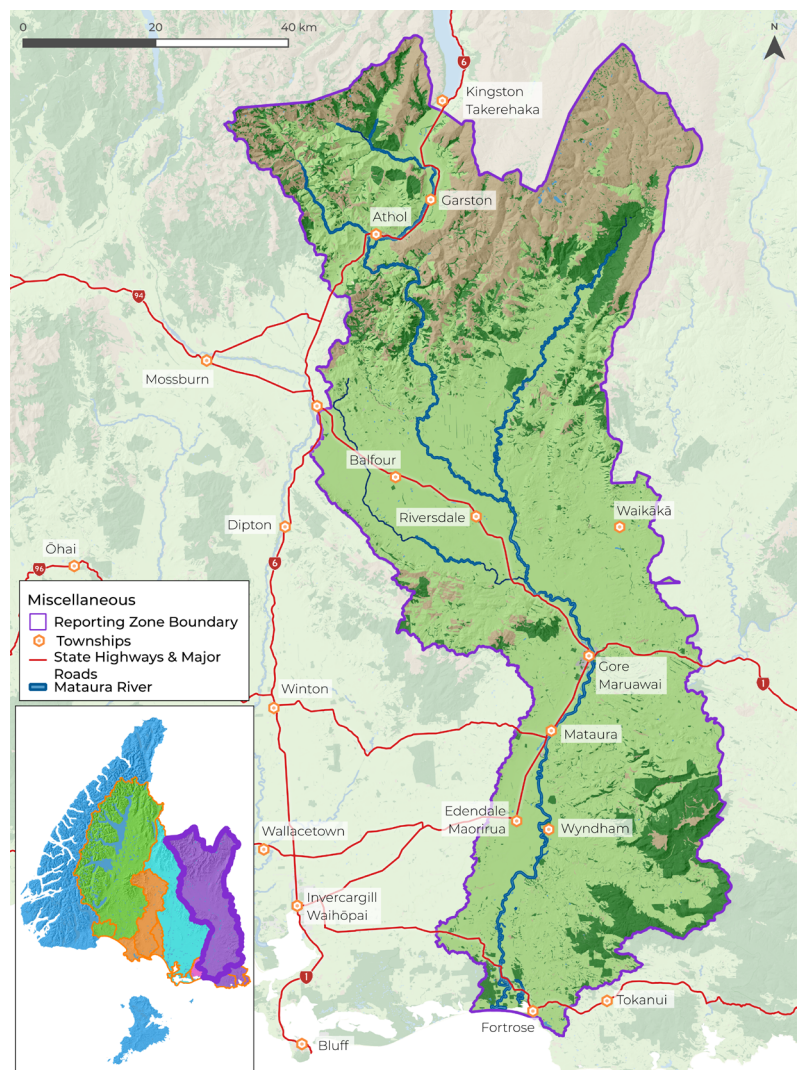 0 20 40 km
N
6
Kingston
Takerehaka
Garston
Athol
94
Mossburn
Balfour
Riversdale
Waikākā
Dipton
Ōhai
96
6
Miscellaneous
Reporting Zone Boundary
Townships
State Highways & Major
Roads
Mataura River
Gore
Maruawai
1
Winton
Mataura
Edendale
Maorirua
Wyndham
Wallacetown
Invercargill
Waihōpai
1
Tokanui
Fortrose
Bluff